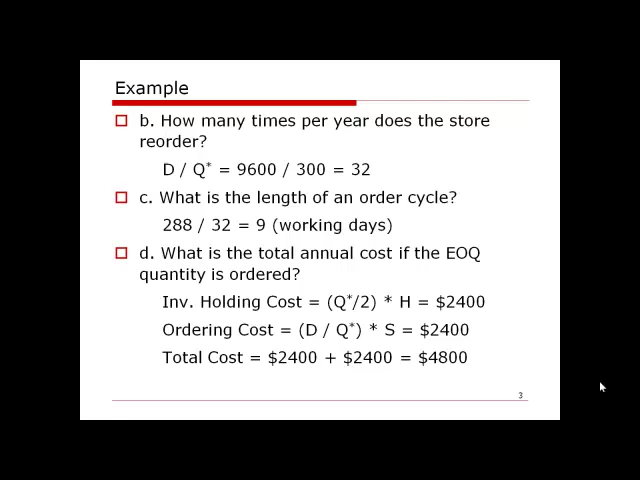 Example
b. How many times per year does the store
reorder?
D / Q* = 9600 / 300 = 32
c. What is the length of an order cycle?
288 / 32 = 9 (working days)
d. What is the total annual cost if the EOQ
quantity is ordered?
Inv. Holding Cost = (Q*/2) * H = $2400
Ordering Cost = (D / Q*) * S = $2400
Total Cost = $2400 + $2400 = $4800
3